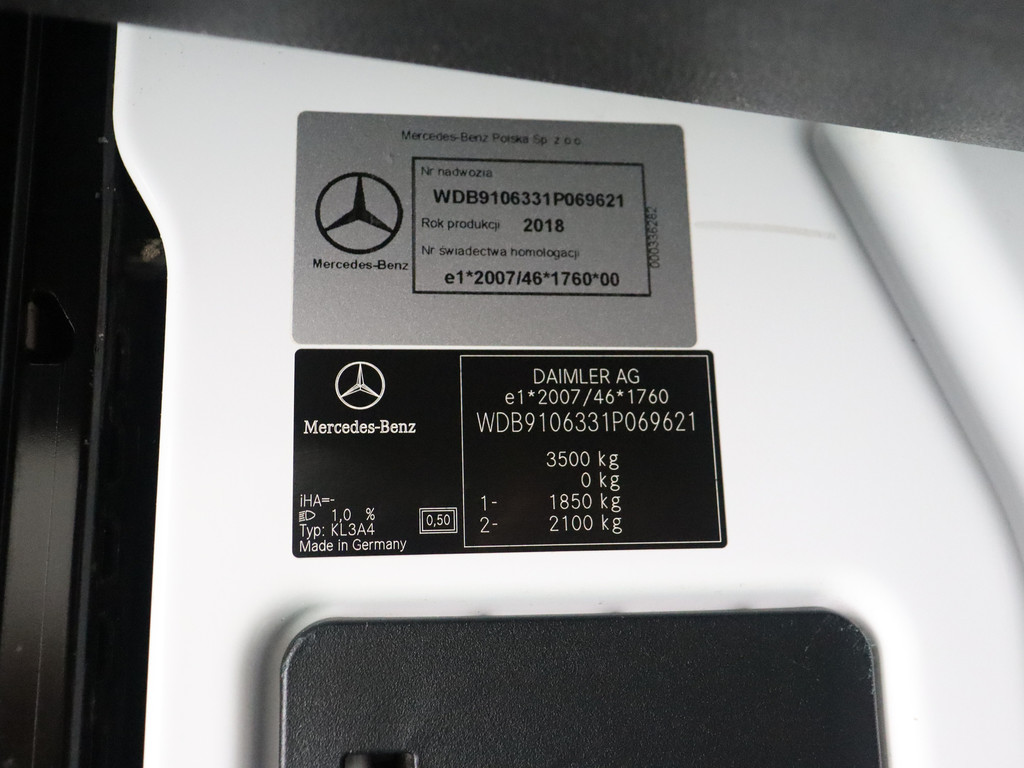 Mercedes-Benz Polska Sp. z o.o.
Nr nadwozia
WDB9106331P069621
Rok produkcji 2018
Nr swiadectwa homologacji
e1*2007/46*1760*00
000336282
Mercedes-Benz
DAIMLER AG
e1*2007/46*1760
WDB9106331P069621
3500 kg
0 kg
1- 1850 kg
2- 2100 kg
Mercedes-Benz
iHA=-
1,0 %
Typ: KL3A4
Made in Germany
0,50